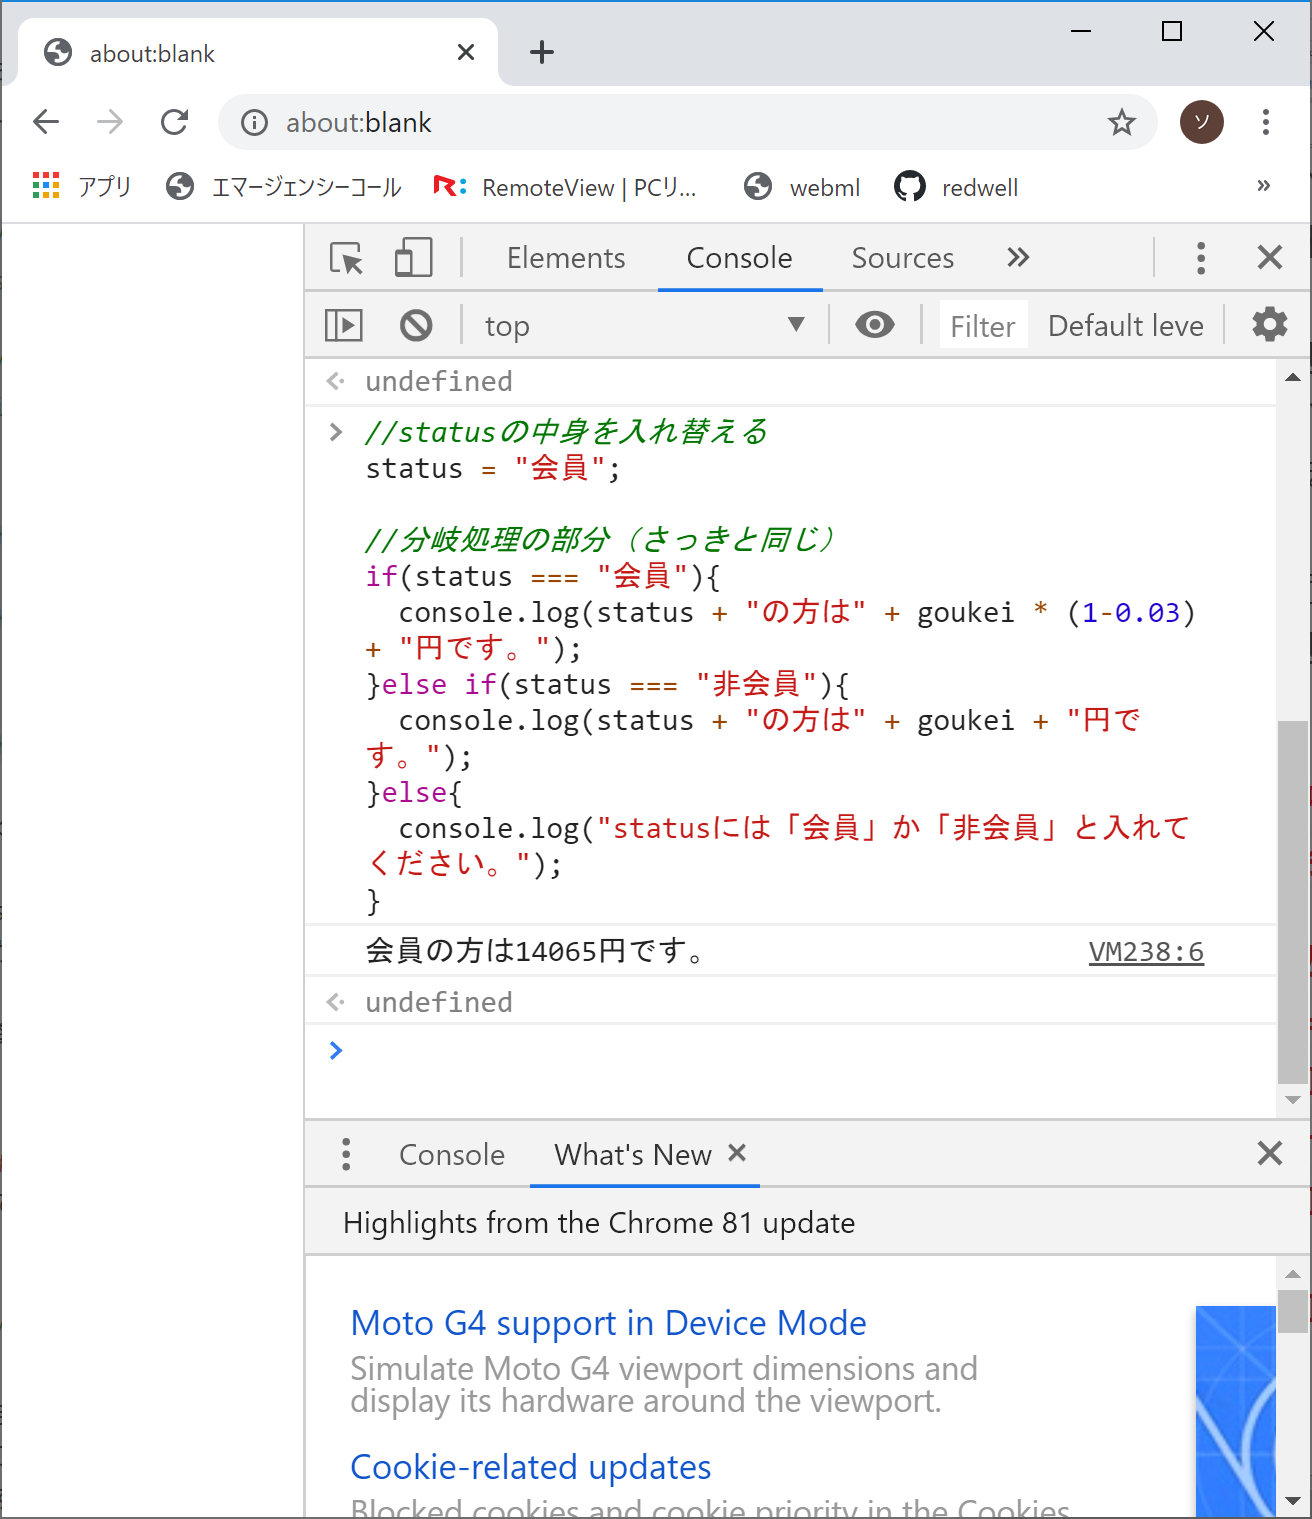 about:blank
about:blank
ソ
アプリ エマージェンシーコール RemoteView | PCリ... webml redwell »
Elements Console Sources »
top Filter Default leve
undefined
//statusの中身を入れ替える
status = "会員";
//分岐処理の部分（さっきと同じ）
if(status === "会員"){
  console.log(status + "の方は" + goukei * (1-0.03)
+ "円です。");
}else if(status === "非会員"){
  console.log(status + "の方は" + goukei + "円で
す。");
}else{
  console.log("statusには「会員」か「非会員」と入れて
ください。");
}
会員の方は14065円です。 VM238:6
undefined
Console What's New
Highlights from the Chrome 81 update
Moto G4 support in Device Mode
Simulate Moto G4 viewport dimensions and
display its hardware around the viewport.
Cookie-related updates
Blocked cookies and cookie priority in the Cookies